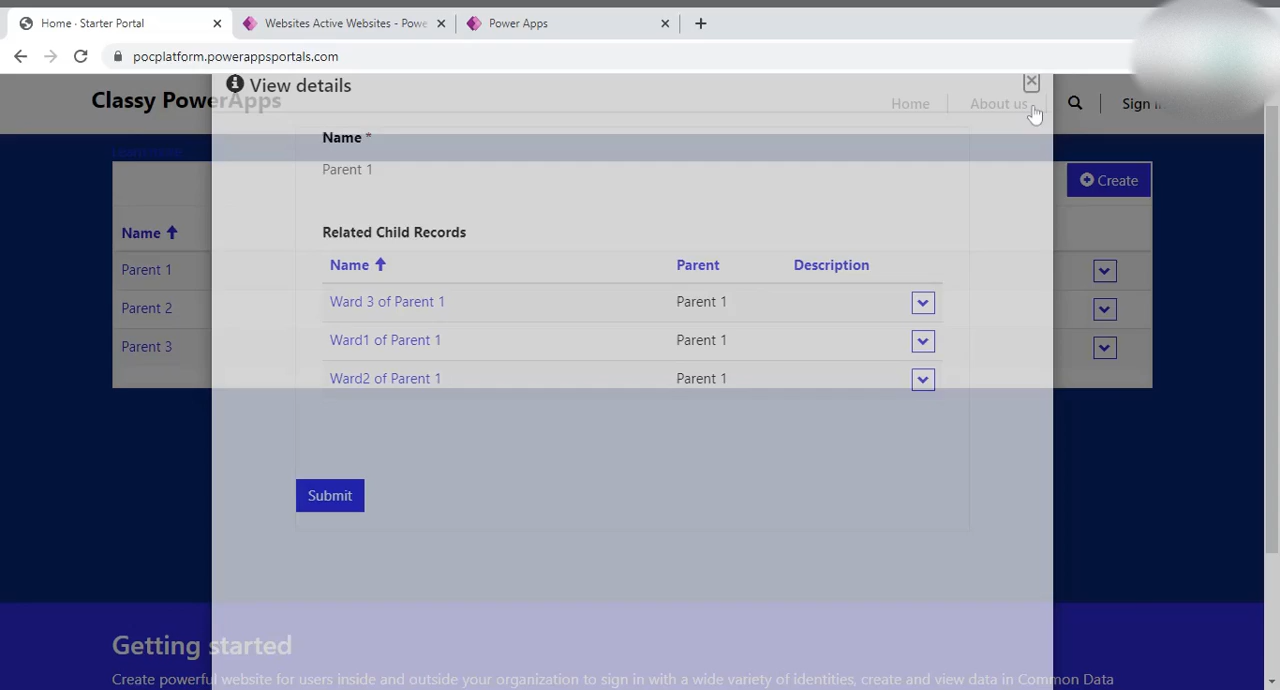 Home - Starter Portal
Websites Active Websites - Powe
Power Apps
pocplatform.powerappsportals.com
View details
Classy PowerApps
Home
About us
Sign
Name *
Create
Parent 1
Name
Related Child Records
Name Parent Description
Parent 1
Ward 3 of Parent 1 Parent 1
Parent 2
Ward1 of Parent 1 Parent 1
Parent 3
Ward2 of Parent 1 Parent 1
Submit
Getting started
Create powerful website for users inside and outside your organization to sign in with a wide variety of identities, create and view data in Common Data